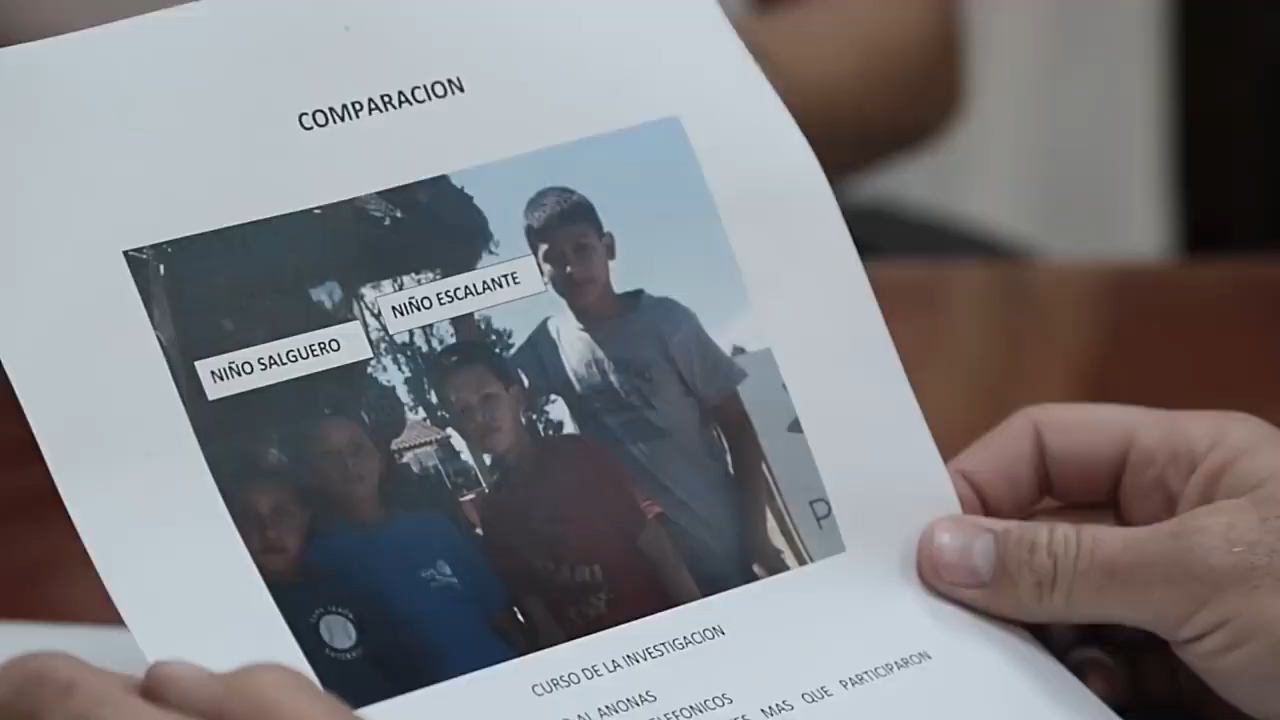 COMPARACION
NIÑO ESCALANTE
NIÑO SALGUERO
P
CURSO DE LA INVESTIGACION
ANONAS
MAS QUE PARTICIPARON